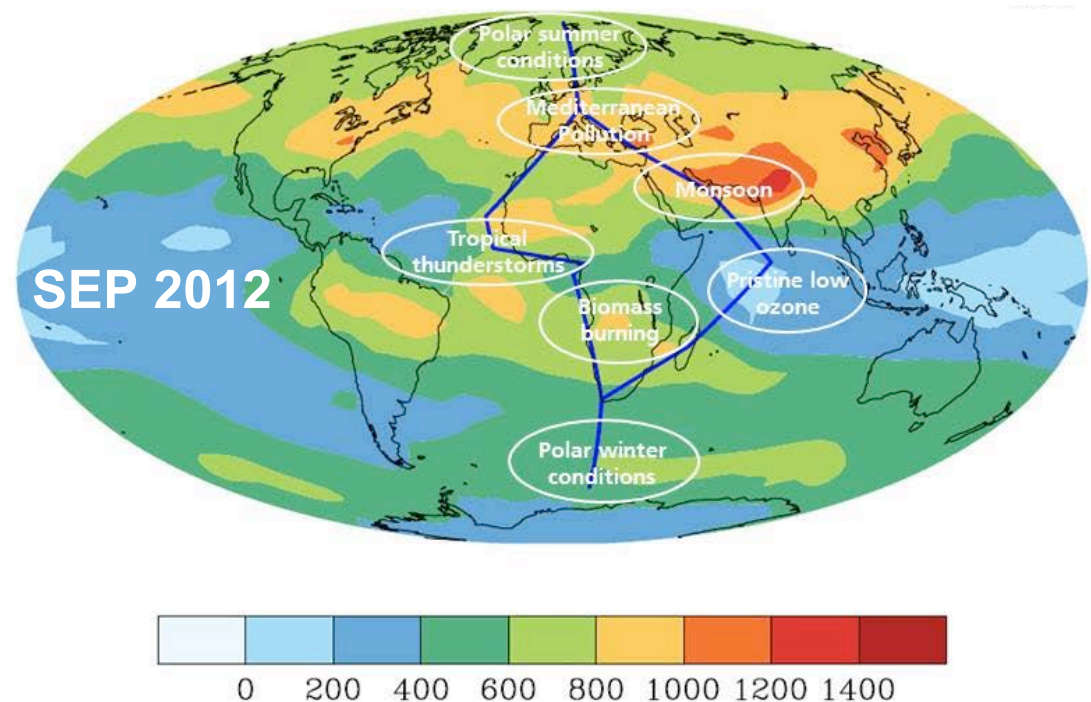 Polar summer
conditions
Mediterranean
Pollution
Monsoon
Tropical
thunderstorms
SEP 2012
Pristine low
ozone
Biomass
burning
Polar winter
conditions
0 200 400 600 800 1000 1200 1400